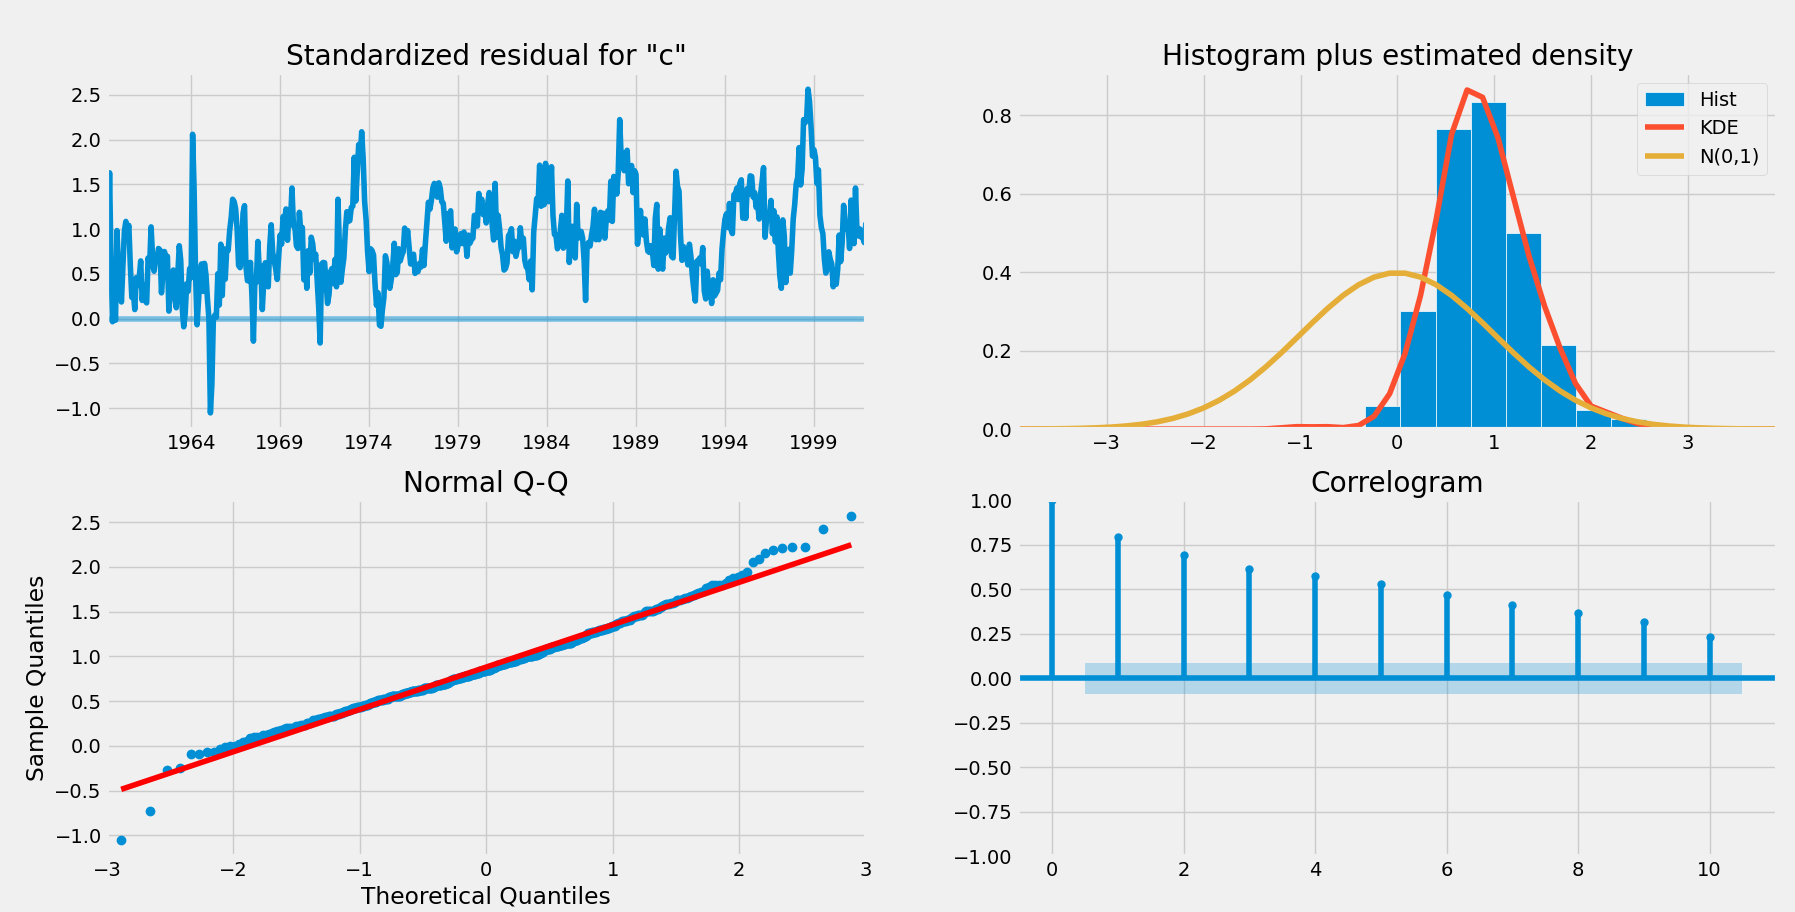 Standardized residual for "c"
2.5
2.0
1.5
1.0
0.5
0.0
−0.5
−1.0
1964 1969 1974 1979 1984 1989 1994 1999
Histogram plus estimated density
0.8
0.6
0.4
0.2
0.0
Hist
KDE
N(0,1)
−3 −2 −1 0 1 2 3
Normal Q-Q
Sample Quantiles
2.5
2.0
1.5
1.0
0.5
0.0
−0.5
−1.0
−3 −2 −1 0 1 2 3
Theoretical Quantiles
Correlogram
1.00
0.75
0.50
0.25
0.00
−0.25
−0.50
−0.75
−1.00
0 2 4 6 8 10